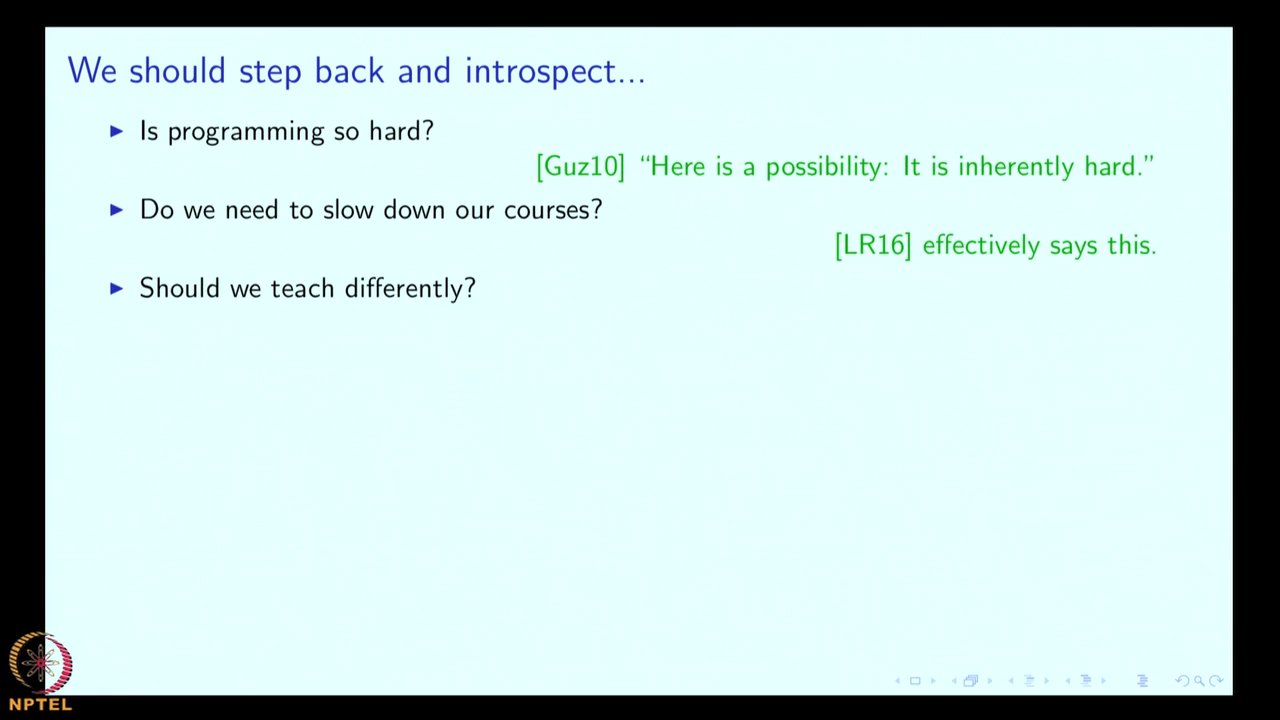 We should step back and introspect...
▶ Is programming so hard?
[Guz10] “Here is a possibility: It is inherently hard.”
▶ Do we need to slow down our courses?
[LR16] effectively says this.
▶ Should we teach differently?
NPTEL